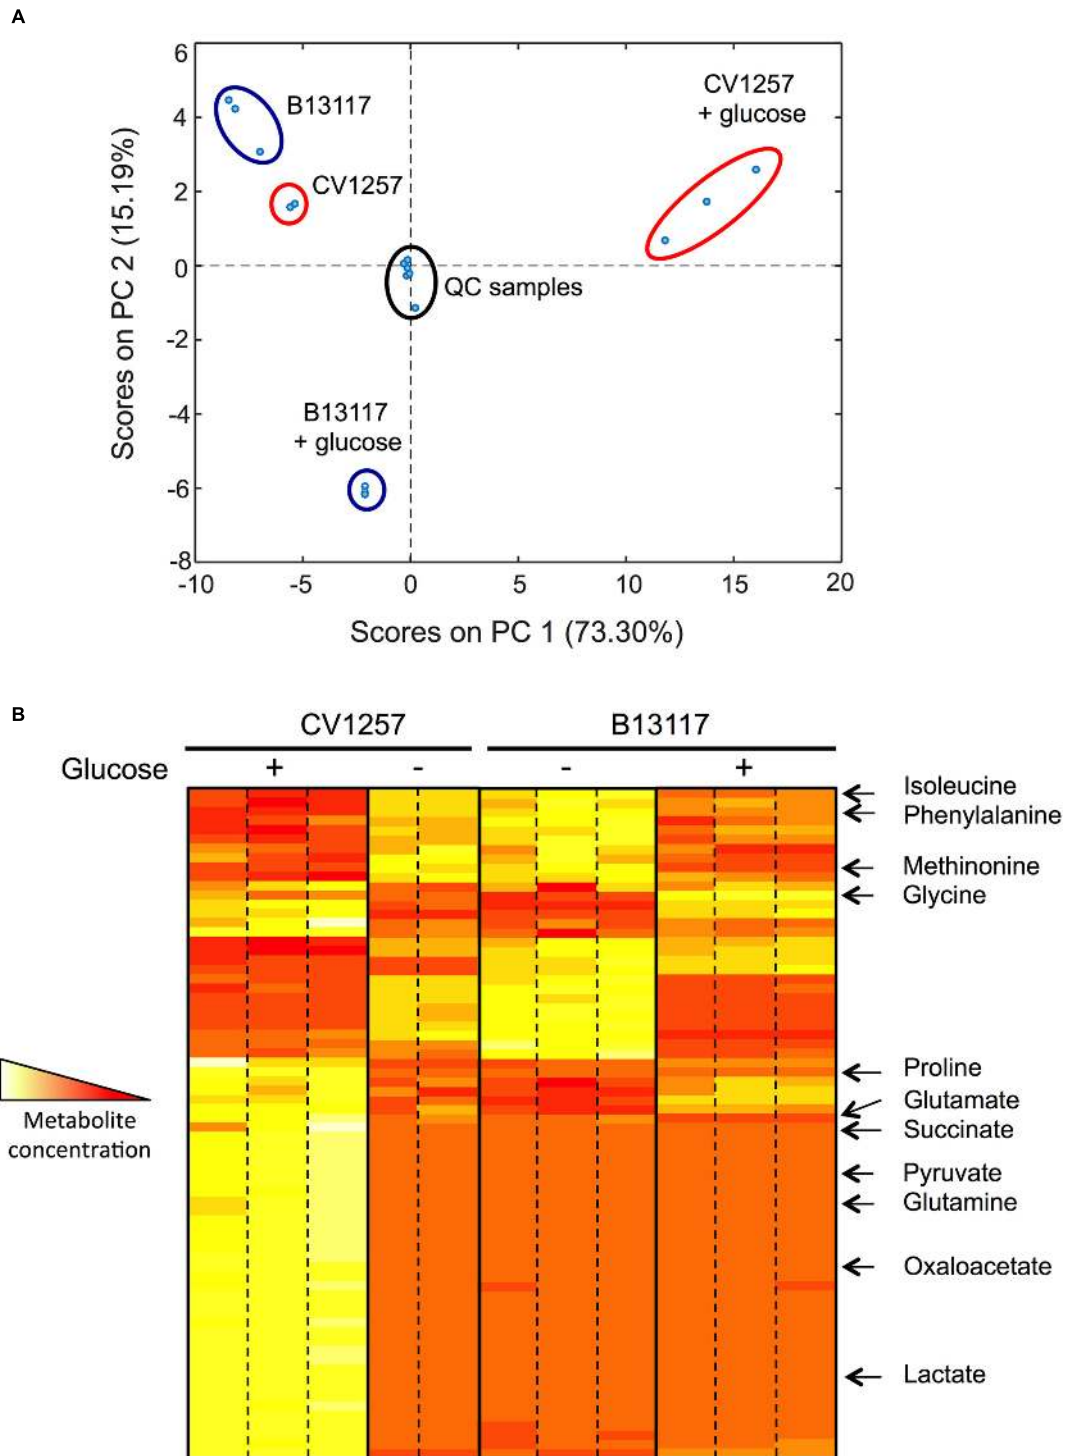 A
6
4
2
0
-2
-4
-6
-8
-10
-5
0
5
10
15
20
Scores on PC 2 (15.19%)
Scores on PC 1 (73.30%)
B13117
CV1257
CV1257
+ glucose
QC samples
B13117
+ glucose
B
CV1257
B13117
Glucose
+
-
-
+
Isoleucine
Phenylalanine
Methinonine
Glycine
Proline
Glutamate
Succinate
Pyruvate
Glutamine
Oxaloacetate
Lactate
Metabolite
concentration